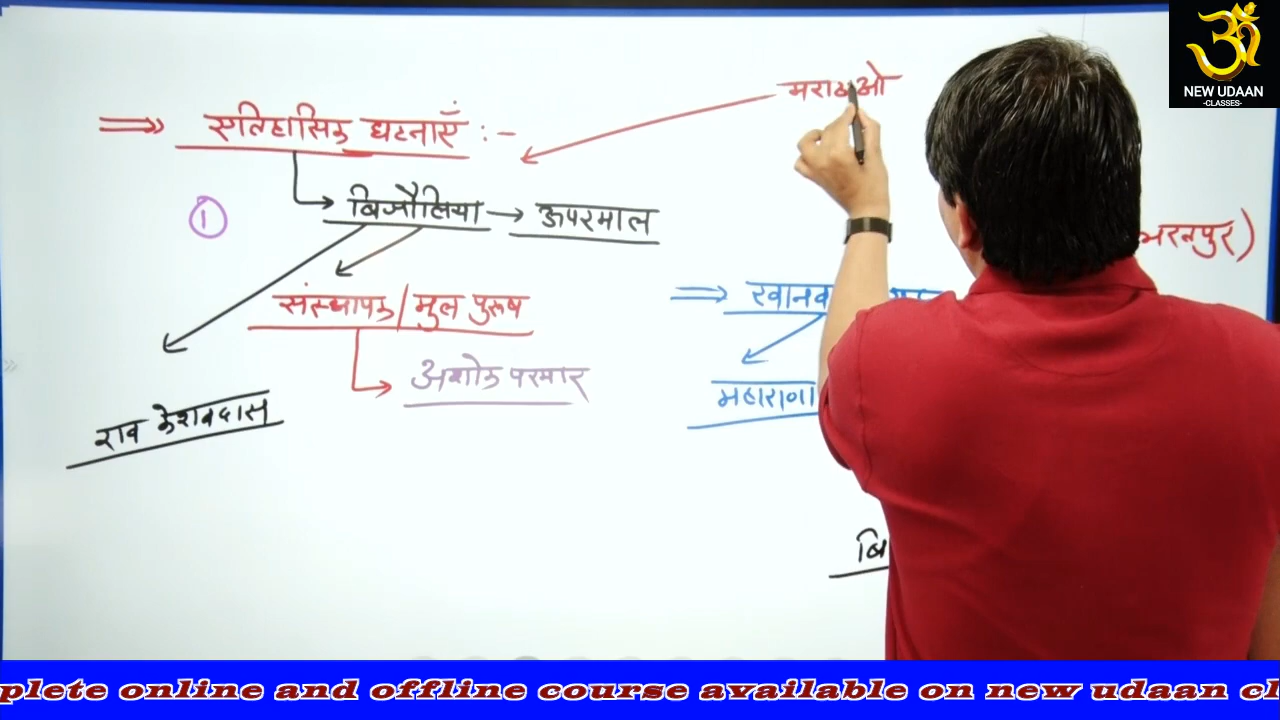 मराठाओ
NEW UDAAN
-CLASSES-
⇒ एतिहासिक घटनाएँ :-
① बिजौलिया → ऊपरमाल
भरतपुर)
संस्थापक/मुल पुरूष
⇒ खानव
अशोक परमार
महाराणा
राव केशवदास
बि
plete online and offline course available on new udaan cl